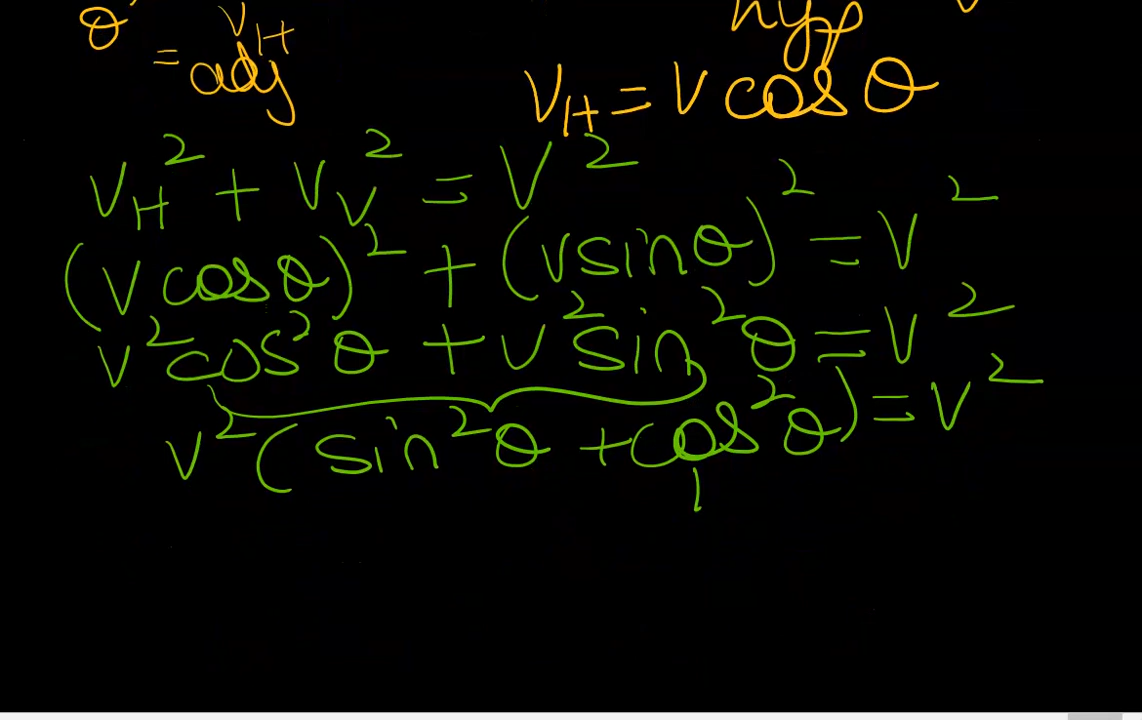 θ
V_H
= adj
hyp
V_H = V cos θ
V_H² + V_V² = V²
(V cos θ)² + (V sin θ)² = V²
V² cos² θ + V² sin² θ = V²
V² (sin² θ + cos² θ) = V²
1